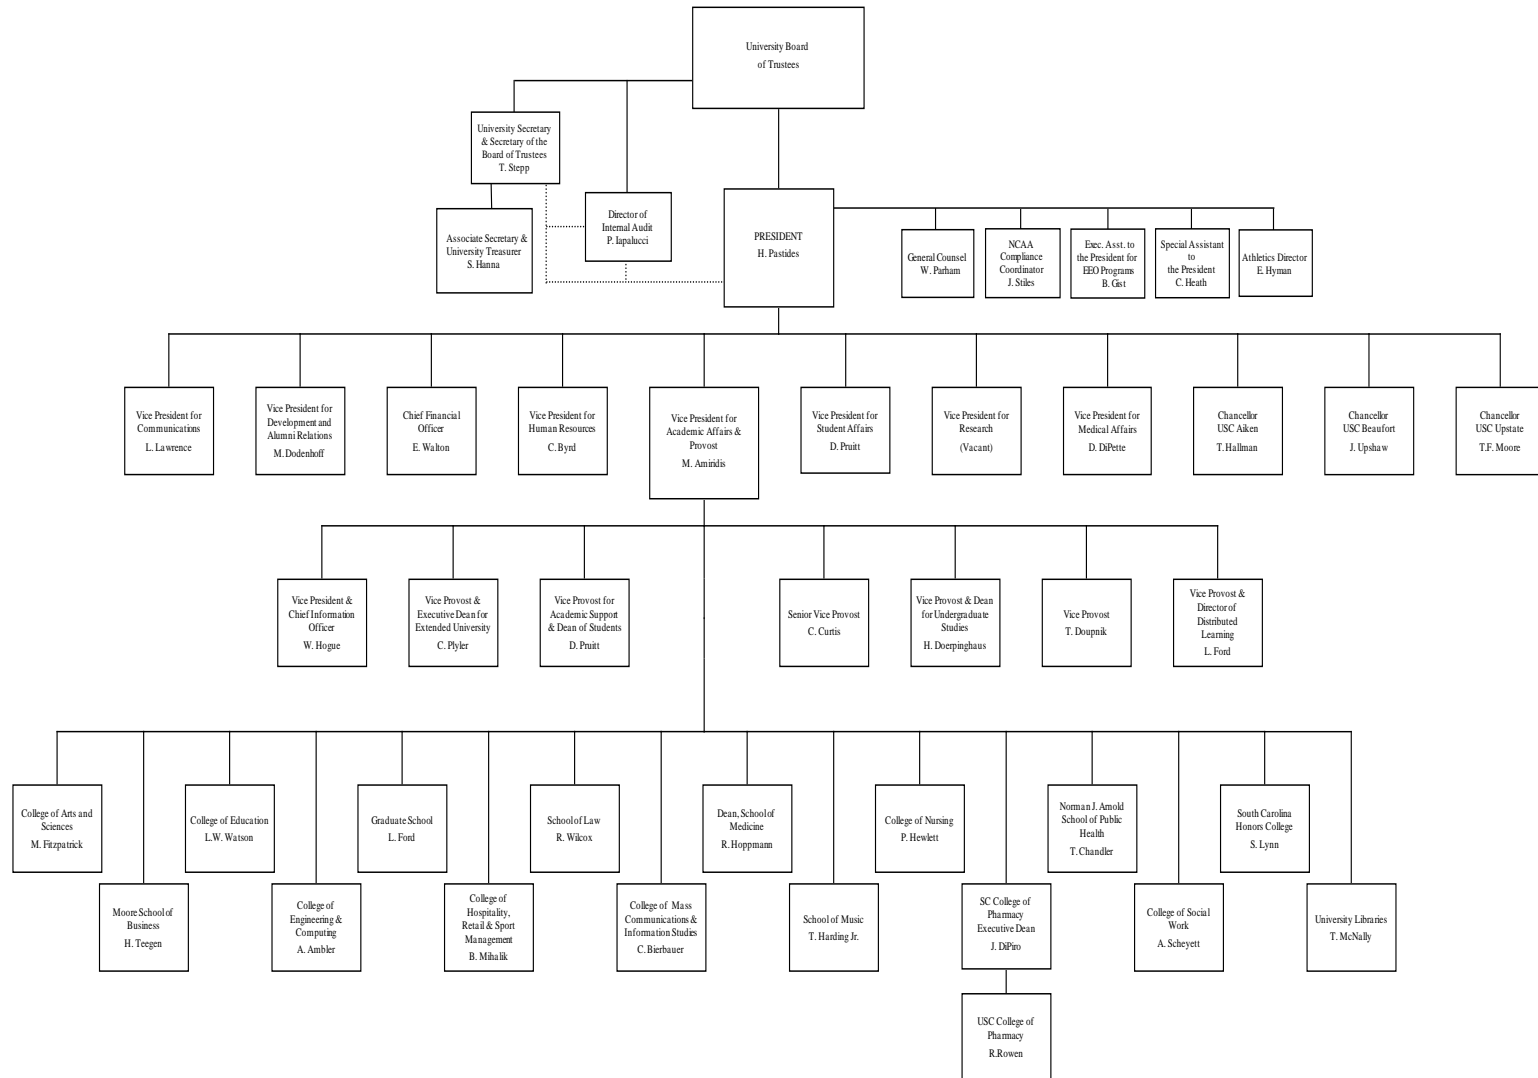 University Board
of Trustees
University Secretary
& Secretary of the
Board of Trustees
T. Stepp
Associate Secretary &
University Treasurer
S. Hanna
Director of
Internal Audit
P. Iapalucci
PRESIDENT
H. Pastides
General Counsel
W. Parham
NCAA
Compliance
Coordinator
J. Stiles
Exec. Asst. to
the President for
EEO Programs
B. Gist
Special Assistant
to
the President
C. Heath
Athletics Director
E. Hyman
Vice President for
Communications
L. Lawrence
Vice President for
Development and
Alumni Relations
M. Dodenhoff
Chief Financial
Officer
E. Walton
Vice President for
Human Resources
C. Byrd
Vice President for
Academic Affairs &
Provost
M. Amiridis
Vice President for
Student Affairs
D. Pruitt
Vice President for
Research
(Vacant)
Vice President for
Medical Affairs
D. DiPette
Chancellor
USC Aiken
T. Hallman
Chancellor
USC Beaufort
J. Upshaw
Chancellor
USC Upstate
T.F. Moore
Vice President &
Chief Information
Officer
W. Hogue
Vice Provost &
Executive Dean for
Extended University
C. Plyler
Vice Provost for
Academic Support
& Dean of Students
D. Pruitt
Senior Vice Provost
C. Curtis
Vice Provost & Dean
for Undergraduate
Studies
H. Doerpinghaus
Vice Provost
T. Doupnik
Vice Provost &
Director of
Distributed
Learning
L. Ford
College of Arts and
Sciences
M. Fitzpatrick
College of Education
L.W. Watson
Graduate School
L. Ford
School of Law
R. Wilcox
Dean, School of
Medicine
R. Hoppmann
College of Nursing
P. Hewlett
Norman J. Arnold
School of Public
Health
T. Chandler
South Carolina
Honors College
S. Lynn
Moore School of
Business
H. Teegen
College of
Engineering &
Computing
A. Ambler
College of
Hospitality,
Retail & Sport
Management
B. Mihalik
College of Mass
Communications &
Information Studies
C. Bierbauer
School of Music
T. Harding Jr.
SC College of
Pharmacy
Executive Dean
J. DiPiro
College of Social
Work
A. Scheyett
University Libraries
T. McNally
USC College of
Pharmacy
R.Rowen